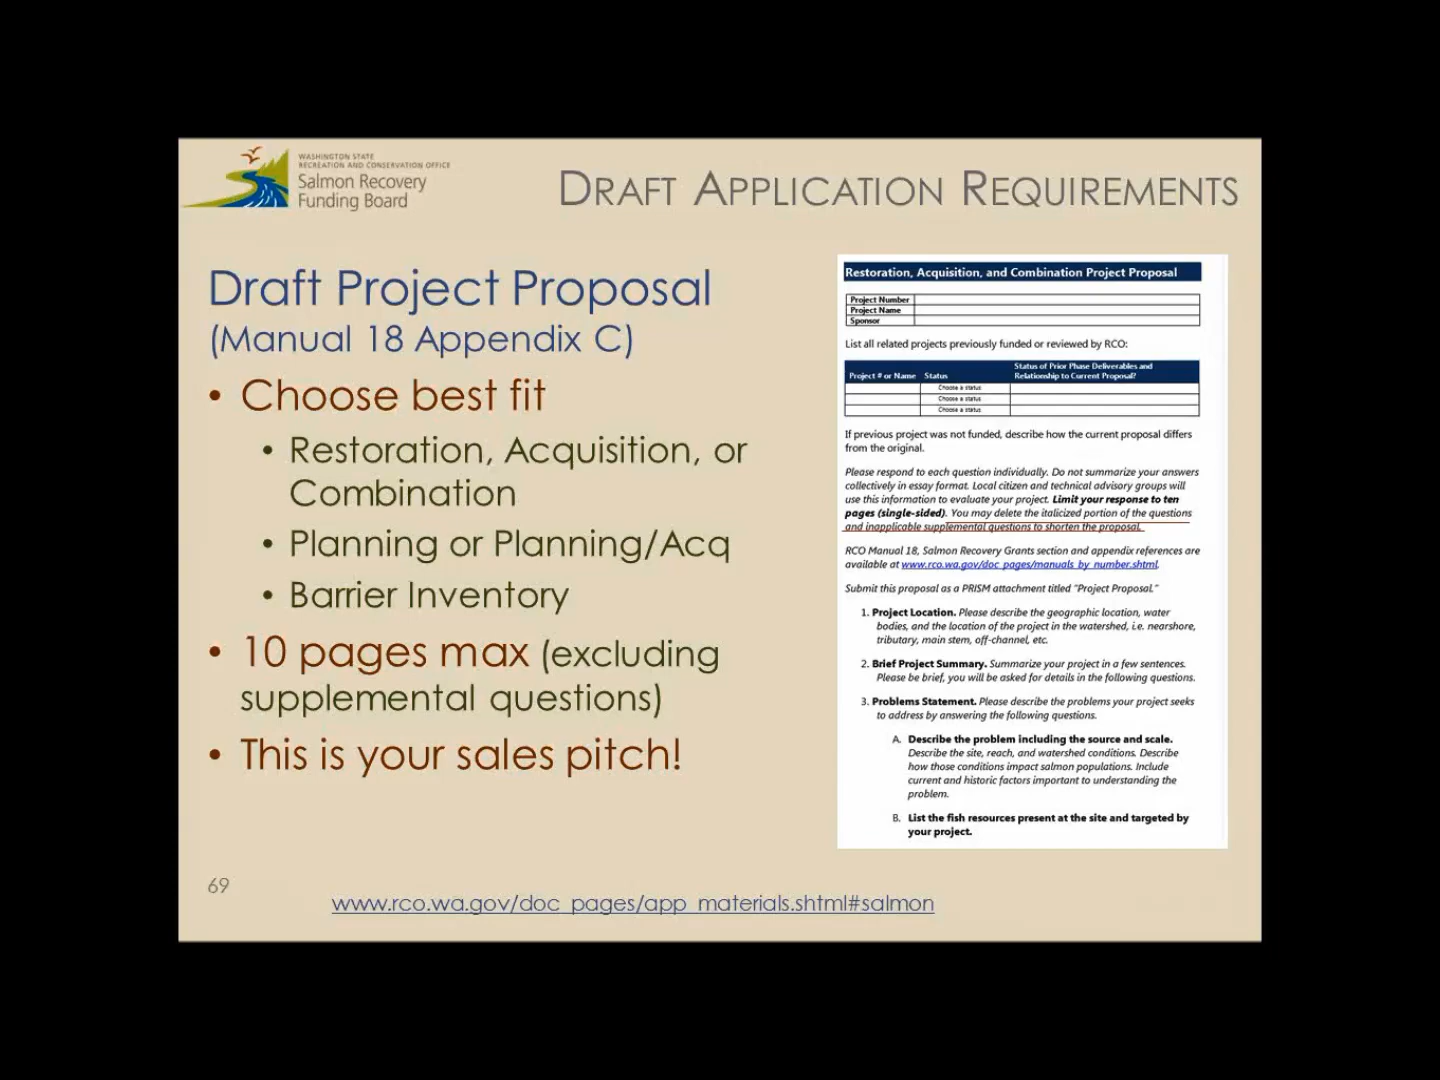 WASHINGTON STATE
RECREATION AND CONSERVATION OFFICE
Salmon Recovery
Funding Board
DRAFT APPLICATION REQUIREMENTS
Draft Project Proposal
(Manual 18 Appendix C)
• Choose best fit
• Restoration, Acquisition, or
Combination
• Planning or Planning/Acq
• Barrier Inventory
• 10 pages max (excluding
supplemental questions)
• This is your sales pitch!
Restoration, Acquisition, and Combination Project Proposal
Project Number
Project Name
Sponsor
List all related projects previously funded or reviewed by RCO:
Project # or Name Status Status of Prior Phase Deliverables and
Relationship to Current Proposal?
Choose a status
Choose a status
Choose a status
If previous project was not funded, describe how the current proposal differs
from the original.
Please respond to each question individually. Do not summarize your answers
collectively in essay format. Local citizen and technical advisory groups will
use this information to evaluate your project. Limit your response to ten
pages (single-sided). You may delete the italicized portion of the questions
and inapplicable supplemental questions to shorten the proposal.
RCO Manual 18, Salmon Recovery Grants section and appendix references are
available at www.rco.wa.gov/doc_pages/manuals_by_number.shtml.
Submit this proposal as a PRISM attachment titled "Project Proposal."
1. Project Location. Please describe the geographic location, water
bodies, and the location of the project in the watershed, i.e. nearshore,
tributary, main stem, off-channel, etc.
2. Brief Project Summary. Summarize your project in a few sentences.
Please be brief, you will be asked for details in the following questions.
3. Problems Statement. Please describe the problems your project seeks
to address by answering the following questions.
A. Describe the problem including the source and scale.
Describe the site, reach, and watershed conditions. Describe
how those conditions impact salmon populations. Include
current and historic factors important to understanding the
problem.
B. List the fish resources present at the site and targeted by
your project.
69
www.rco.wa.gov/doc_pages/app_materials.shtml#salmon